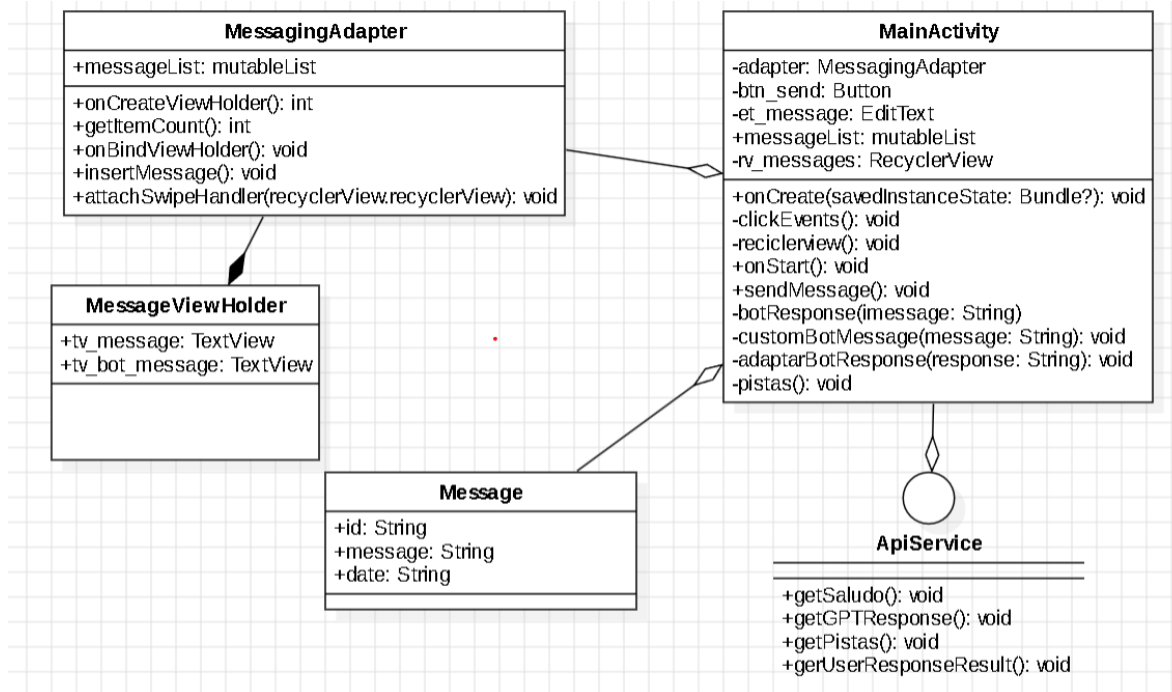 MessagingAdapter
+messageList: mutableList
+onCreateViewHolder(): int
+getItemCount(): int
+onBindViewHolder(): void
+insertMessage(): void
+attachSwipeHandler(recyclerView.recyclerView): void
MainActivity
-adapter: MessagingAdapter
-btn_send: Button
-et_message: EditText
+messageList: mutableList
-rv_messages: RecyclerView
+onCreate(savedInstanceState: Bundle?): void
-clickEvents(): void
-reciclerview(): void
+onStart(): void
+sendMessage(): void
-botResponse(imessage: String)
-customBotMessage(message: String): void
-adaptarBotResponse(response: String): void
-pistas(): void
MessageViewHolder
+tv_message: TextView
+tv_bot_message: TextView
Message
+id: String
+message: String
+date: String
ApiService
+getSaludo(): void
+getGPTResponse(): void
+getPistas(): void
+gerUserResponseResult(): void